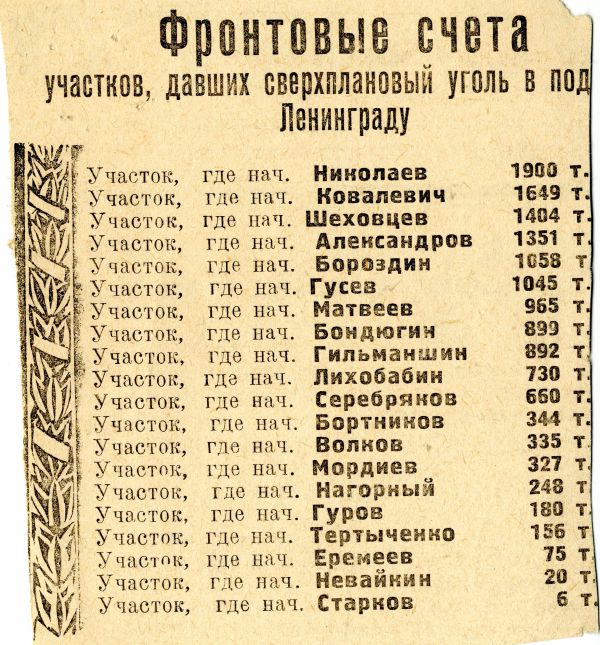 Фронтовые счета
участков, давших сверхплановый уголь в под
Ленинграду
Участок, где нач. Николаев 1900 т.
Участок, где нач. Ковалевич 1649 т.
Участок, где нач. Шеховцев 1404 т.
Участок, где нач. Александров 1351 т.
Участок, где нач. Бороздин 1058 т.
Участок, где нач. Гусев 1045 т.
Участок, где нач. Матвеев 965 т.
Участок, где нач. Бондюгин 899 т.
Участок, где нач. Гильманшин 892 т.
Участок, где нач. Лихобабин 730 т.
Участок, где нач. Серебряков 660 т.
Участок, где нач. Бортников 344 т.
Участок, где нач. Волков 335 т.
Участок, где нач. Мордиев 327 т.
Участок, где нач. Нагорный 248 т.
Участок, где нач. Гуров 180 т.
Участок, где нач. Тертыченко 156 т
Участок, где нач. Еремеев 75 т.
Участок, где нач. Невайкин 20 т.
Участок, где нач. Старков 6 т.